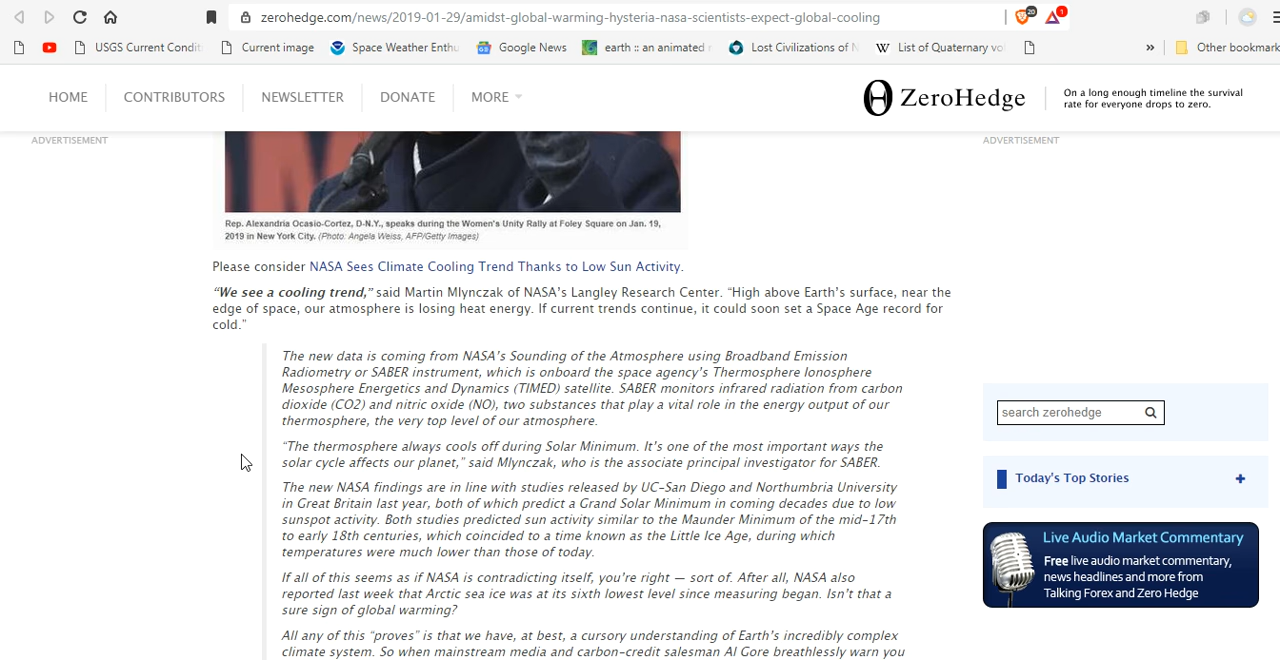 zerohedge.com/news/2019-01-29/amidst-global-warming-hysteria-nasa-scientists-expect-global-cooling
20
1
USGS Current Condit
Current image
Space Weather Enthu
Google News
earth :: an animated
Lost Civilizations of N
W
List of Quaternary vo
»
Other bookmark
HOME
CONTRIBUTORS
NEWSLETTER
DONATE
MORE
ZeroHedge
On a long enough timeline the survival
rate for everyone drops to zero.
ADVERTISEMENT
ADVERTISEMENT
Rep. Alexandria Ocasio-Cortez, D-N.Y., speaks during the Women's Unity Rally at Foley Square on Jan. 19,
2019 in New York City. (Photo: Angela Weiss, AFP/Getty Images)
Please consider NASA Sees Climate Cooling Trend Thanks to Low Sun Activity.
“We see a cooling trend,” said Martin Mlynczak of NASA’s Langley Research Center. “High above Earth’s surface, near the
edge of space, our atmosphere is losing heat energy. If current trends continue, it could soon set a Space Age record for
cold.”
The new data is coming from NASA’s Sounding of the Atmosphere using Broadband Emission
Radiometry or SABER instrument, which is onboard the space agency’s Thermosphere Ionosphere
Mesosphere Energetics and Dynamics (TIMED) satellite. SABER monitors infrared radiation from carbon
dioxide (CO2) and nitric oxide (NO), two substances that play a vital role in the energy output of our
thermosphere, the very top level of our atmosphere.
“The thermosphere always cools off during Solar Minimum. It’s one of the most important ways the
solar cycle affects our planet,” said Mlynczak, who is the associate principal investigator for SABER.
The new NASA findings are in line with studies released by UC-San Diego and Northumbria University
in Great Britain last year, both of which predict a Grand Solar Minimum in coming decades due to low
sunspot activity. Both studies predicted sun activity similar to the Maunder Minimum of the mid-17th
to early 18th centuries, which coincided to a time known as the Little Ice Age, during which
temperatures were much lower than those of today.
If all of this seems as if NASA is contradicting itself, you’re right — sort of. After all, NASA also
reported last week that Arctic sea ice was at its sixth lowest level since measuring began. Isn’t that a
sure sign of global warming?
All any of this “proves” is that we have, at best, a cursory understanding of Earth’s incredibly complex
climate system. So when mainstream media and carbon-credit salesman Al Gore breathlessly warn you
search zerohedge
Today's Top Stories
+
Live Audio Market Commentary
Free live audio market commentary,
news headlines and more from
Talking Forex and Zero Hedge